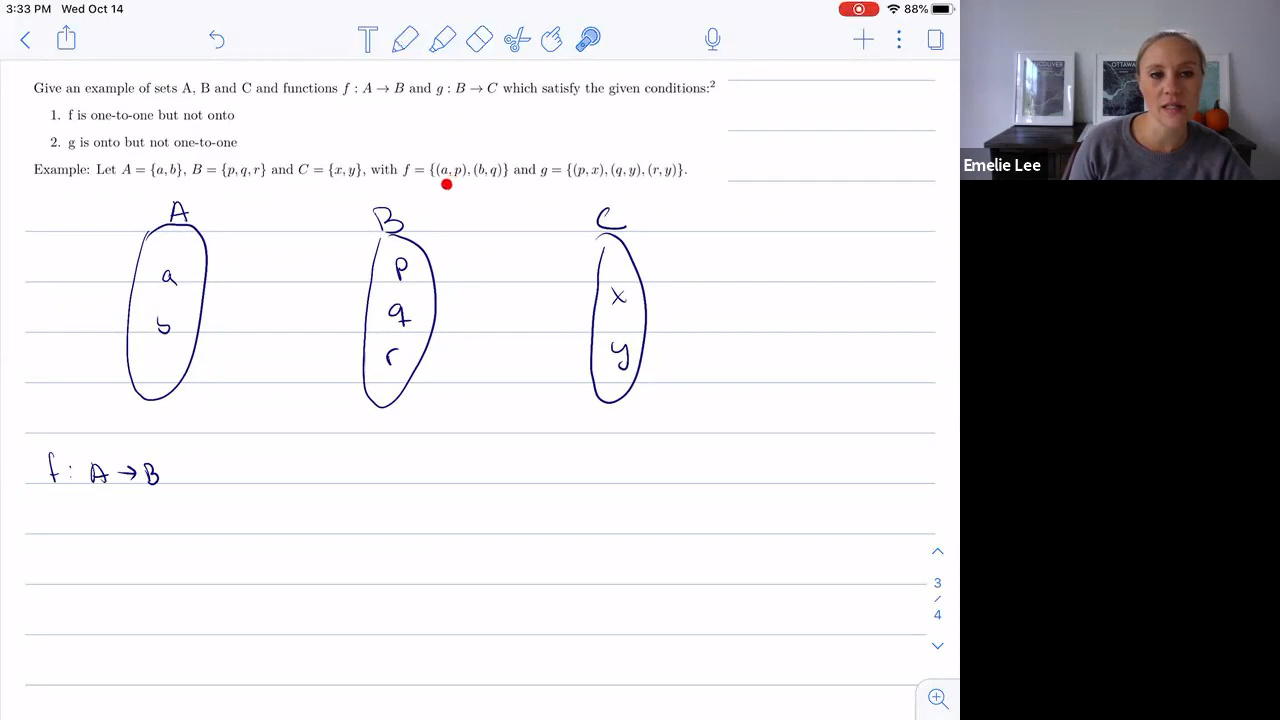 3:33 PM Wed Oct 14
88%
Give an example of sets A, B and C and functions f : A → B and g : B → C which satisfy the given conditions:²
1. f is one-to-one but not onto
2. g is onto but not one-to-one
Example: Let A = {a, b}, B = {p, q, r} and C = {x, y}, with f = {(a, p), (b, q)} and g = {(p, x), (q, y), (r, y)}.
A B C
a p x
b q y
r
f: A → B
3
/
4
OTTAWA
Emelie Lee